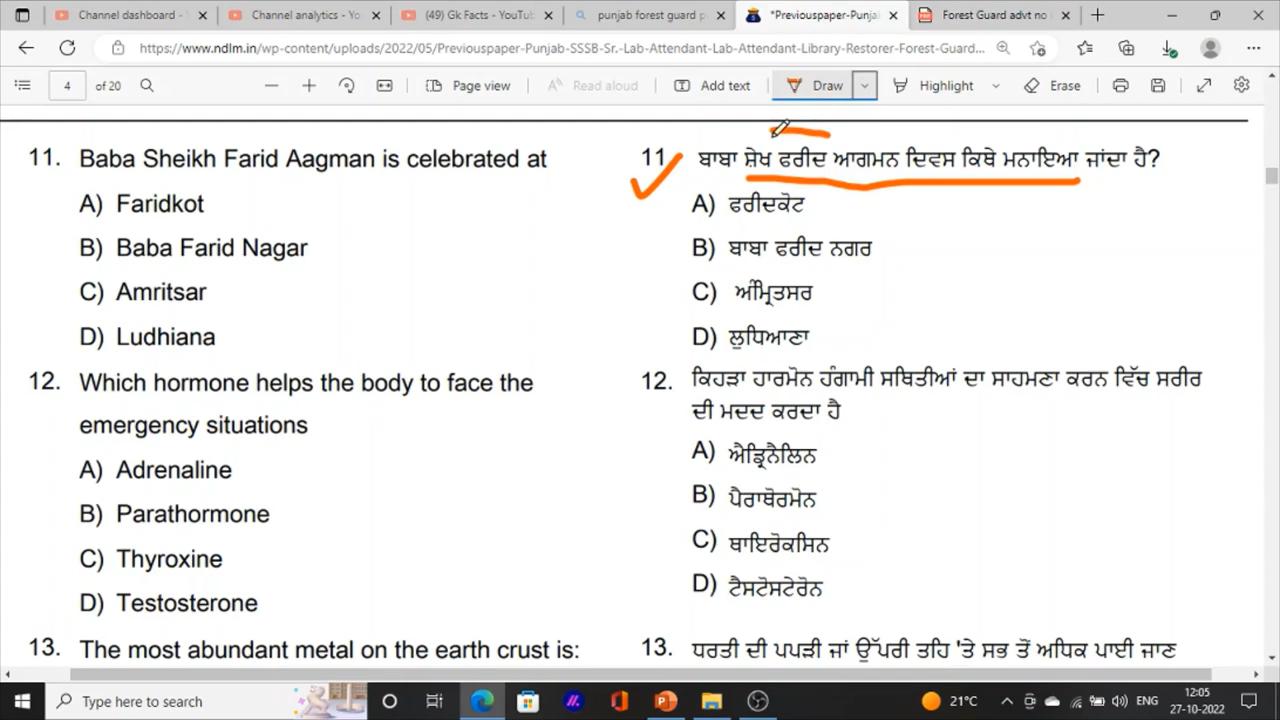 Channel dashboard - Yo
Channel analytics - Yo
(49) Gk Facts - YouTube
punjab forest guard p
*Previouspaper-Punja
Forest Guard advt no
https://www.ndlm.in/wp-content/uploads/2022/05/Previouspaper-Punjab-SSSB-Sr.-Lab-Attendant-Lab-Attendant-Library-Restorer-Forest-Guard...
4 of 20
Page view
Read aloud
Add text
Draw
Highlight
Erase
11. Baba Sheikh Farid Aagman is celebrated at
A) Faridkot
B) Baba Farid Nagar
C) Amritsar
D) Ludhiana
12. Which hormone helps the body to face the
emergency situations
A) Adrenaline
B) Parathormone
C) Thyroxine
D) Testosterone
13. The most abundant metal on the earth crust is:
11 ਬਾਬਾ ਸ਼ੇਖ ਫਰੀਦ ਆਗਮਨ ਦਿਵਸ ਕਿਥੇ ਮਨਾਇਆ ਜਾਂਦਾ ਹੈ?
A) ਫਰੀਦਕੋਟ
B) ਬਾਬਾ ਫਰੀਦ ਨਗਰ
C) ਅੰਮ੍ਰਿਤਸਰ
D) ਲੁਧਿਆਣਾ
12. ਕਿਹੜਾ ਹਾਰਮੋਨ ਹੰਗਾਮੀ ਸਥਿਤੀਆਂ ਦਾ ਸਾਹਮਣਾ ਕਰਨ ਵਿੱਚ ਸਰੀਰ
ਦੀ ਮਦਦ ਕਰਦਾ ਹੈ
A) ਐਡ੍ਰਿਨੈਲਿਨ
B) ਪੈਰਾਥੋਰਮੋਨ
C) ਥਾਇਰੋਕਸਿਨ
D) ਟੈਸਟੋਸਟੇਰੋਨ
13. ਧਰਤੀ ਦੀ ਪਪੜੀ ਜਾਂ ਉੱਪਰੀ ਤਹਿ 'ਤੇ ਸਭ ਤੋਂ ਅਧਿਕ ਪਾਈ ਜਾਣ
Type here to search
21°C
ENG
12:05
27-10-2022